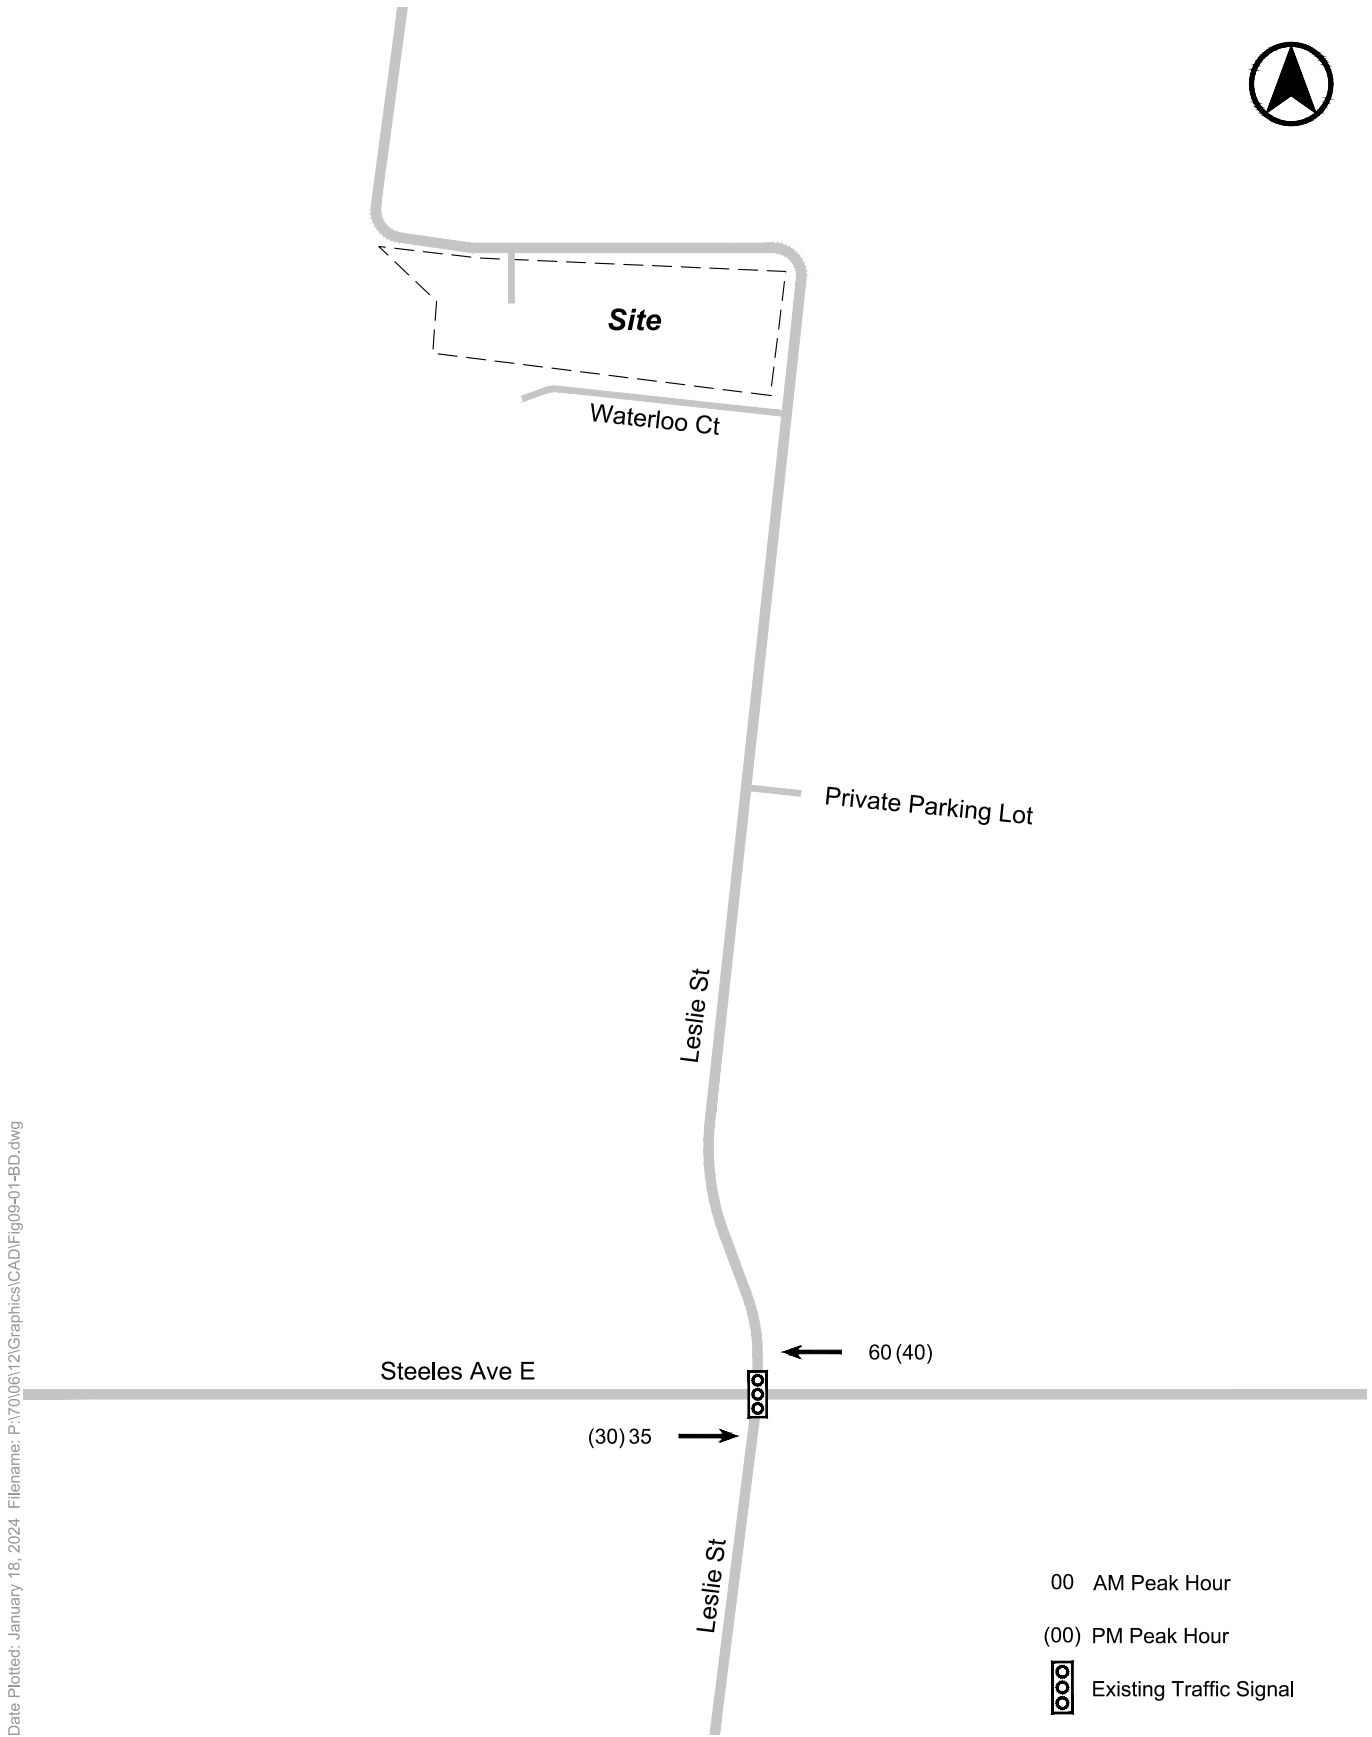 Site
Waterloo Ct
Private Parking Lot
Leslie St
60 (40)
Steeles Ave E
(30) 35
Leslie St
00 AM Peak Hour
(00) PM Peak Hour
Existing Traffic Signal
Date Plotted: January 18, 2024 Filename: P:\70\06\12\Graphics\CAD\Fig09-01-BD.dwg